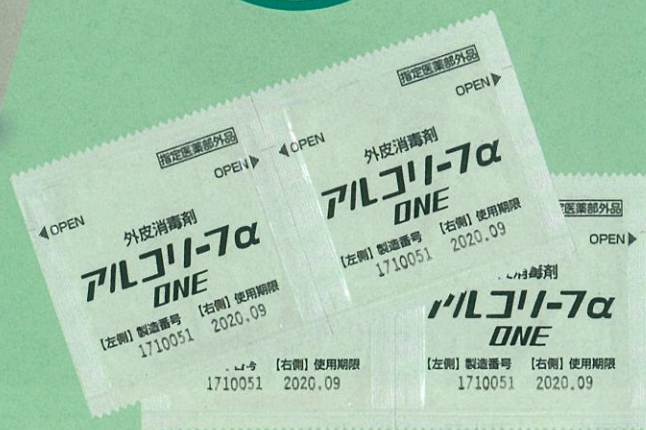 指定医薬部外品
OPEN▶
◀OPEN
外皮消毒剤
アルコリーフα
ONE
【左側】製造番号 【右側】使用期限
1710051 2020.09
指定医薬部外品
OPEN▶
◀OPEN
外皮消毒剤
アルコリーフα
ONE
【左側】製造番号 【右側】使用期限
1710051 2020.09
医薬部外品
OPEN▶
毒剤
ルコリーフα
ONE
【左側】製造番号 【右側】使用期限
1710051 2020.09
【右側】使用期限
1710051 2020.09